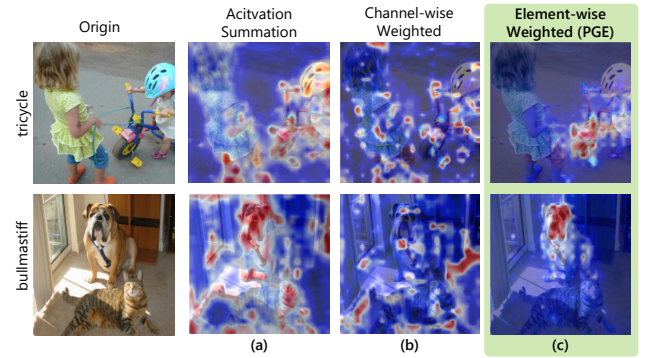 Origin
Acitvation
Summation
Channel-wise
Weighted
Element-wise
Weighted (PGE)
tricycle
bullmastiff
(a)
(b)
(c)